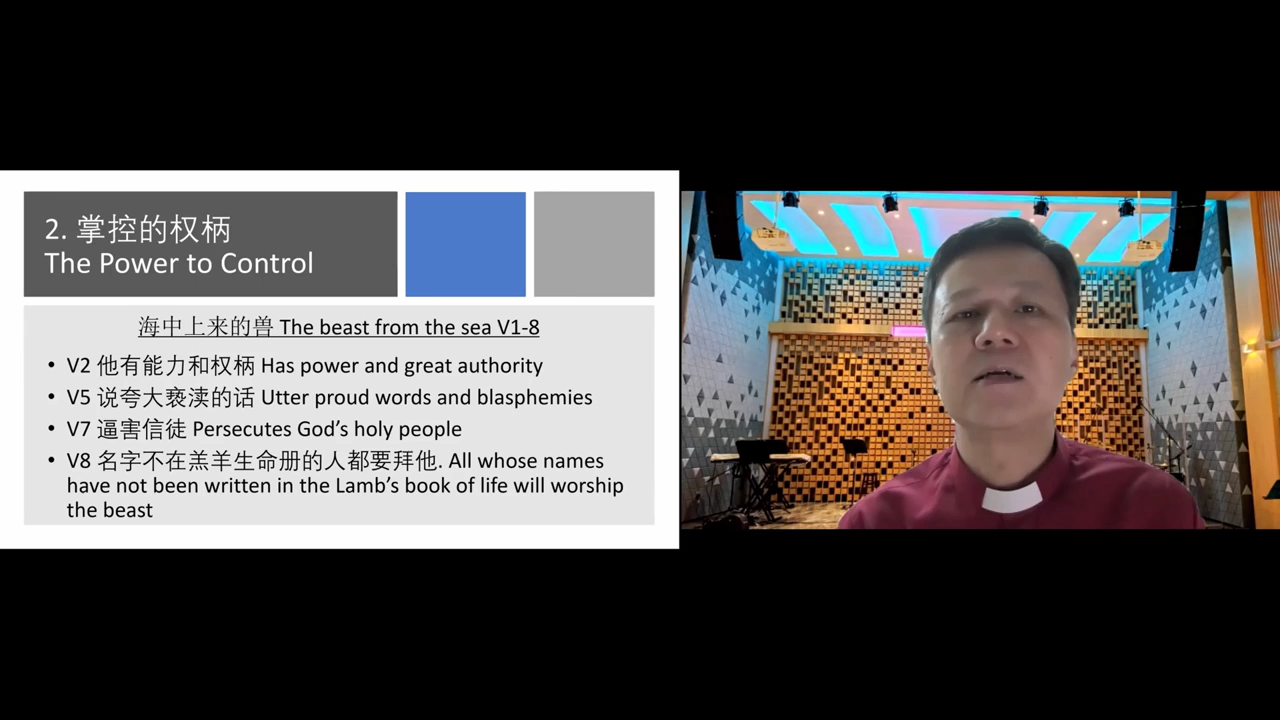 2. 掌控的权柄
The Power to Control
海中上来的兽 The beast from the sea V1-8
• V2 他有能力和权柄 Has power and great authority
• V5 说夸大亵渎的话 Utter proud words and blasphemies
• V7 逼害信徒 Persecutes God’s holy people
• V8 名字不在羔羊生命册的人都要拜他. All whose names
have not been written in the Lamb’s book of life will worship
the beast